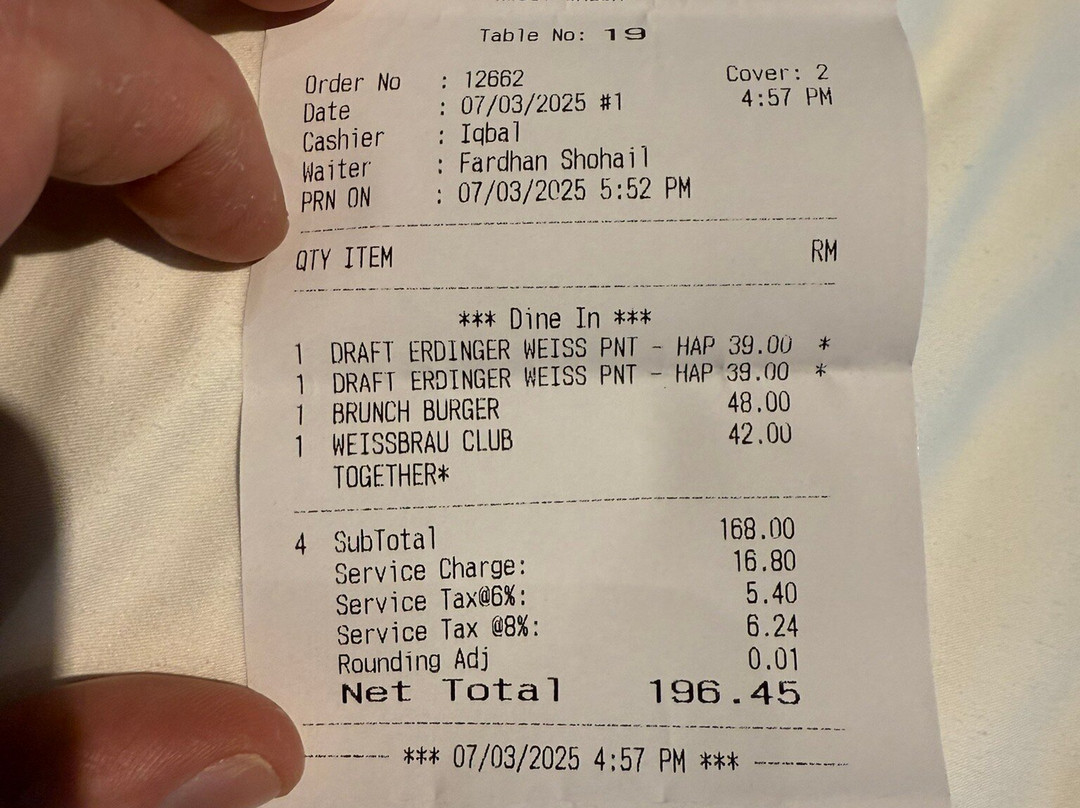 Table No: 19
Order No : 12662 Cover: 2
Date : 07/03/2025 #1 4:57 PM
Cashier : Iqbal
Waiter : Fardhan Shohail
PRN ON : 07/03/2025 5:52 PM
QTY ITEM RM
*** Dine In ***
1 DRAFT ERDINGER WEISS PNT - HAP 39.00 *
1 DRAFT ERDINGER WEISS PNT - HAP 39.00 *
1 BRUNCH BURGER 48.00
1 WEISSBRAU CLUB 42.00
TOGETHER*
4 SubTotal 168.00
Service Charge: 16.80
Service Tax@6%: 5.40
Service Tax @8%: 6.24
Rounding Adj 0.01
Net Total 196.45
*** 07/03/2025 4:57 PM ***